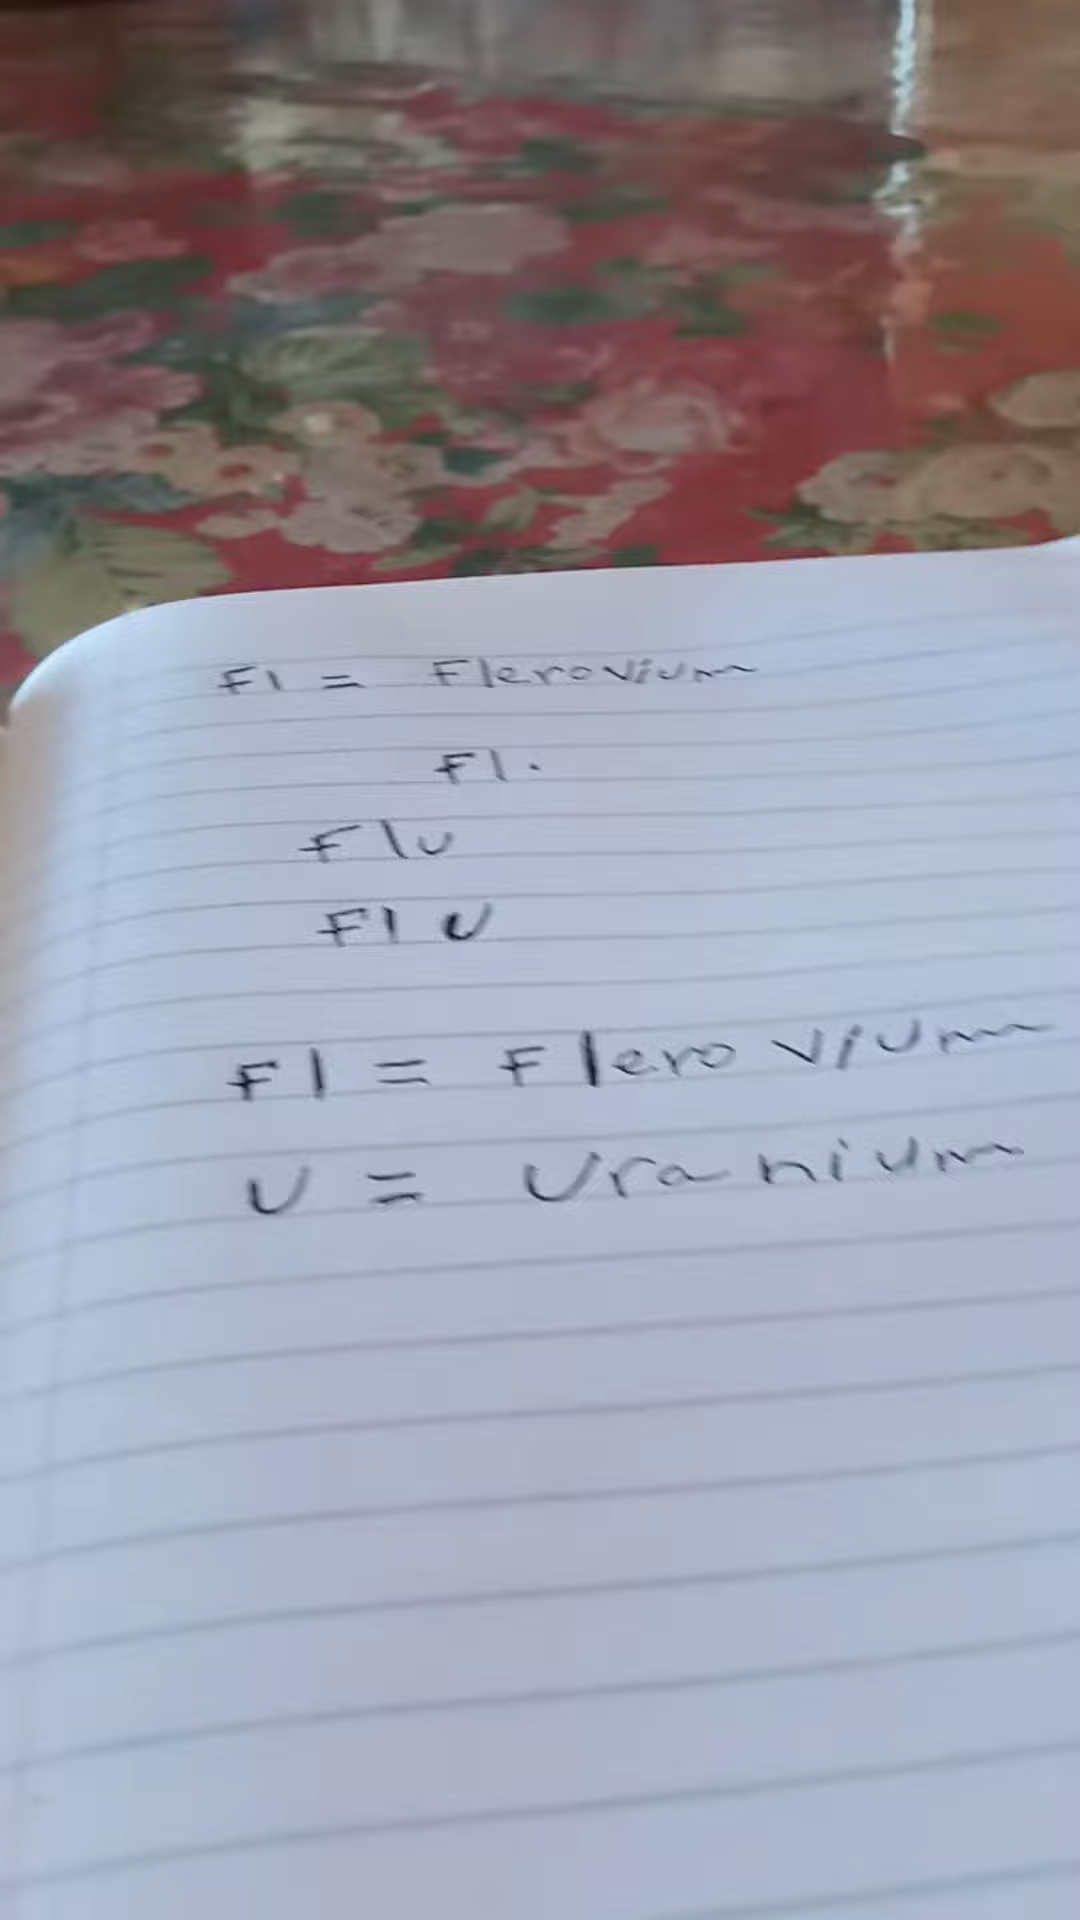 Fl = Flerovium
Fl.
Flu
Fl U
Fl = Flerovium
U = Uranium